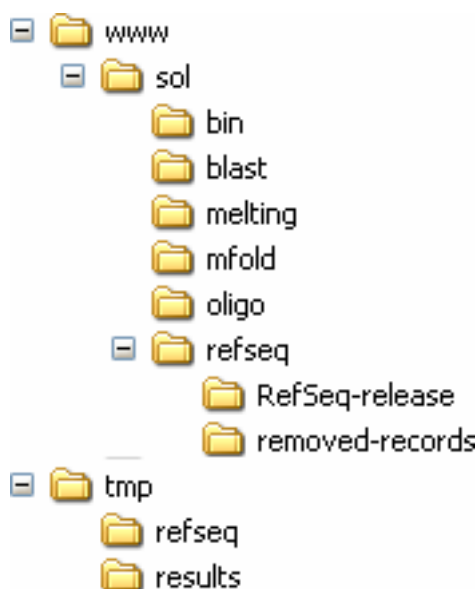 www
sol
bin
blast
melting
mfold
oligo
refseq
RefSeq-release
removed-records
tmp
refseq
results